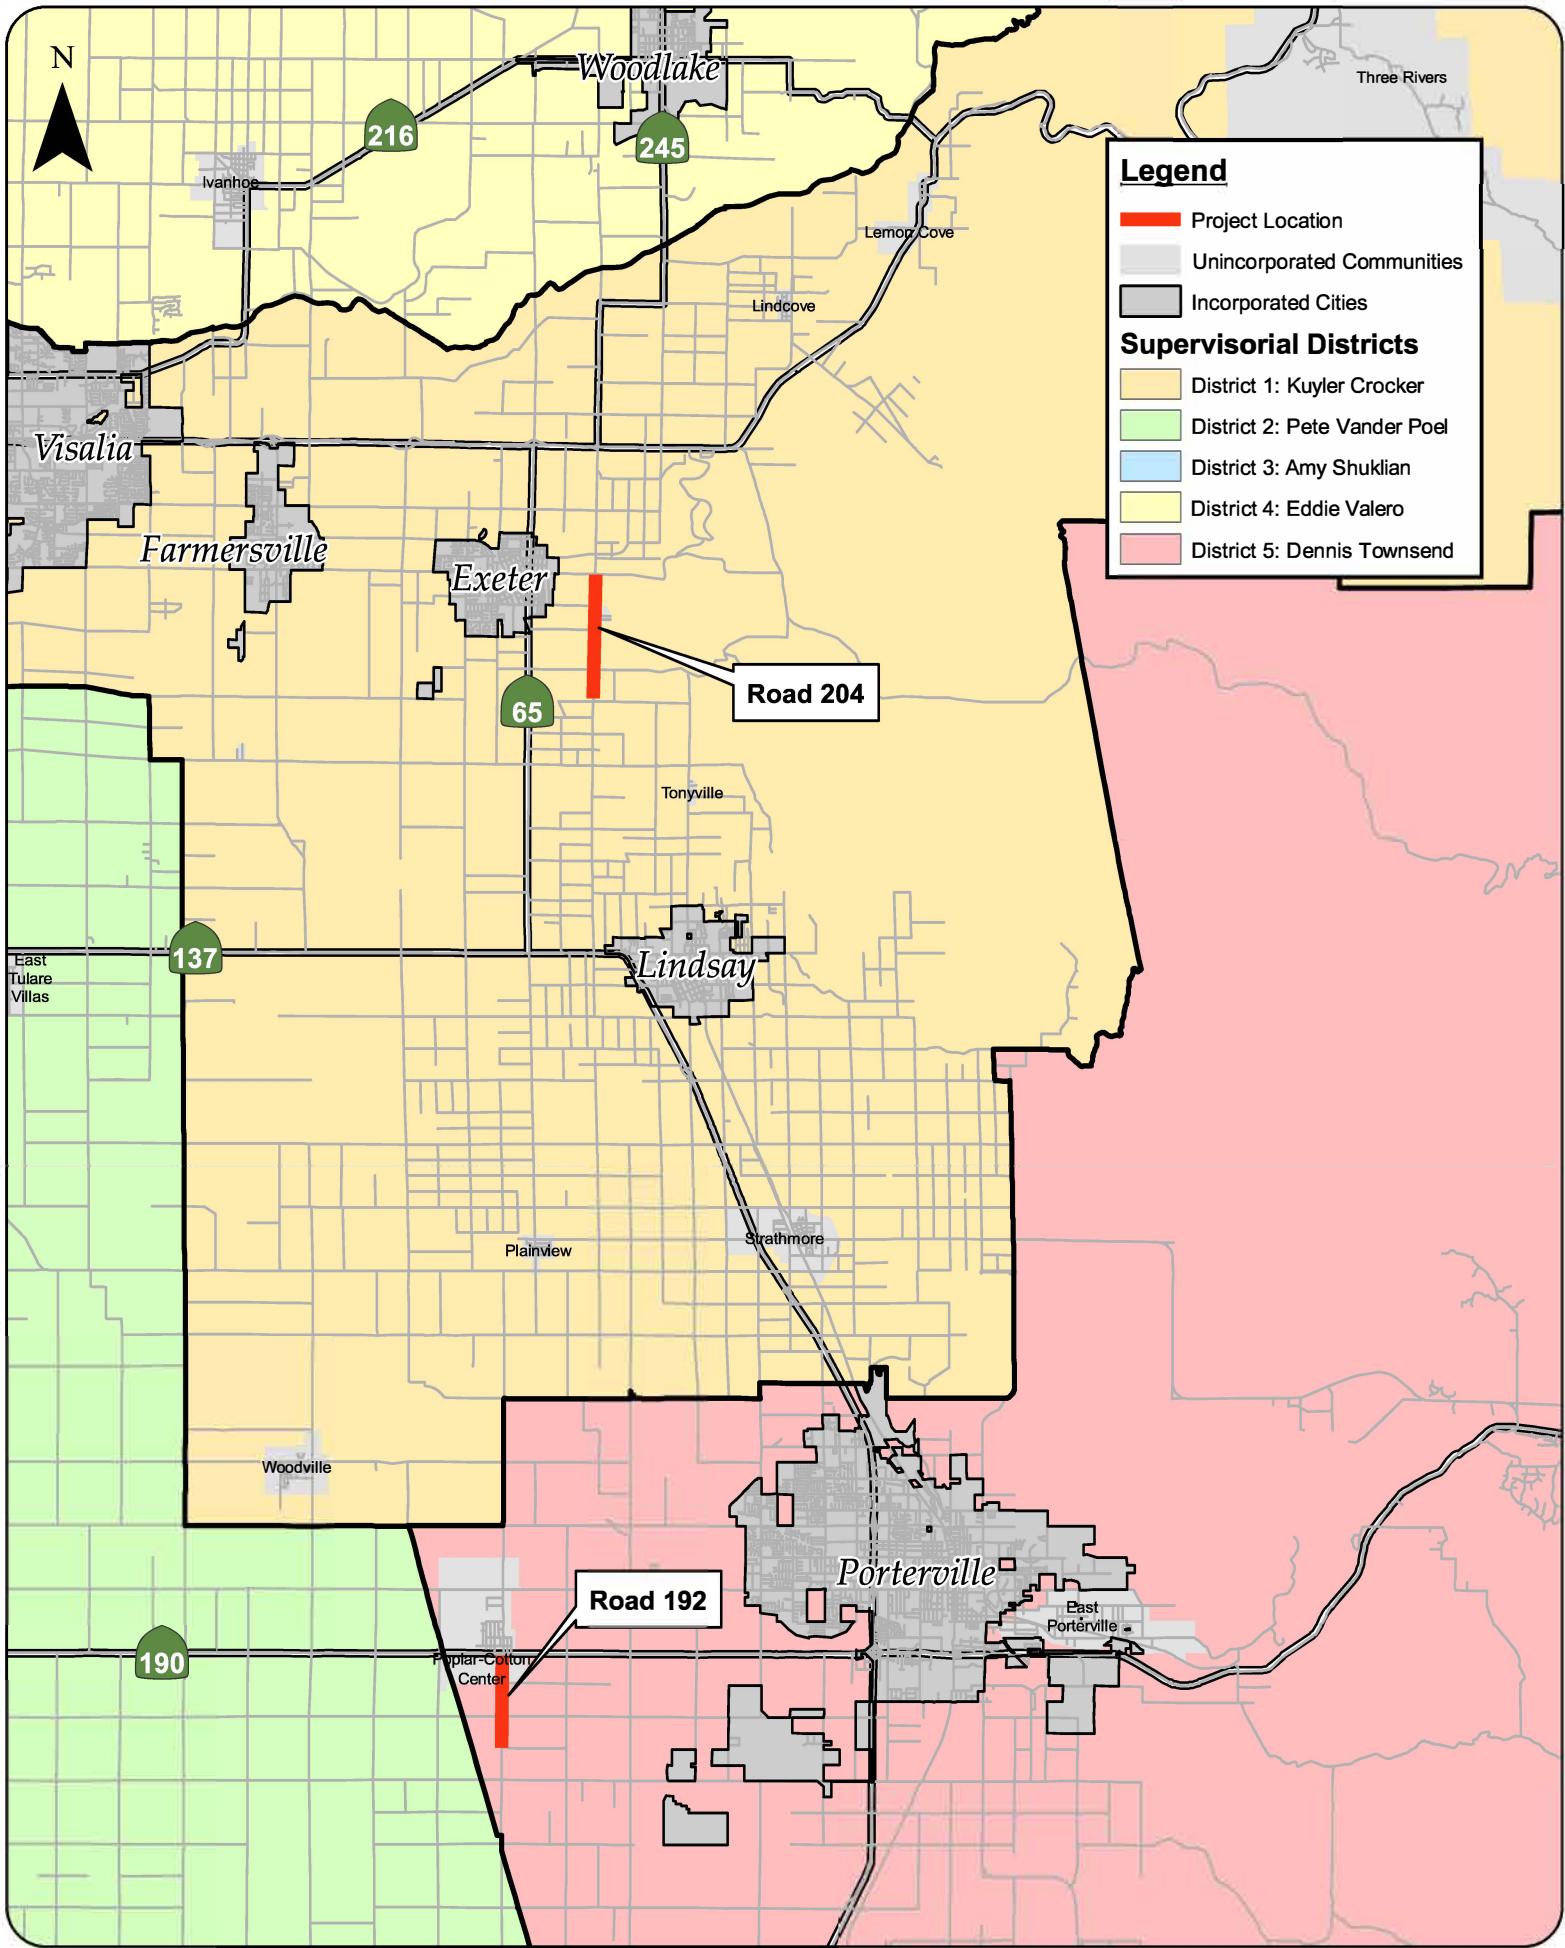 N
Woodlake
Three Rivers
216
245
Ivanhoe
Lemon Cove
Lindcove
Legend
Project Location
Unincorporated Communities
Incorporated Cities
Supervisorial Districts
District 1: Kuyler Crocker
District 2: Pete Vander Poel
District 3: Amy Shuklian
District 4: Eddie Valero
District 5: Dennis Townsend
Visalia
Farmersville
Exeter
Road 204
65
Tonyville
137
East
Tulare
Villas
Lindsay
Plainview
Strathmore
Woodville
Porterville
Road 192
East
Porterville
190
Poplar-Cotton
Center